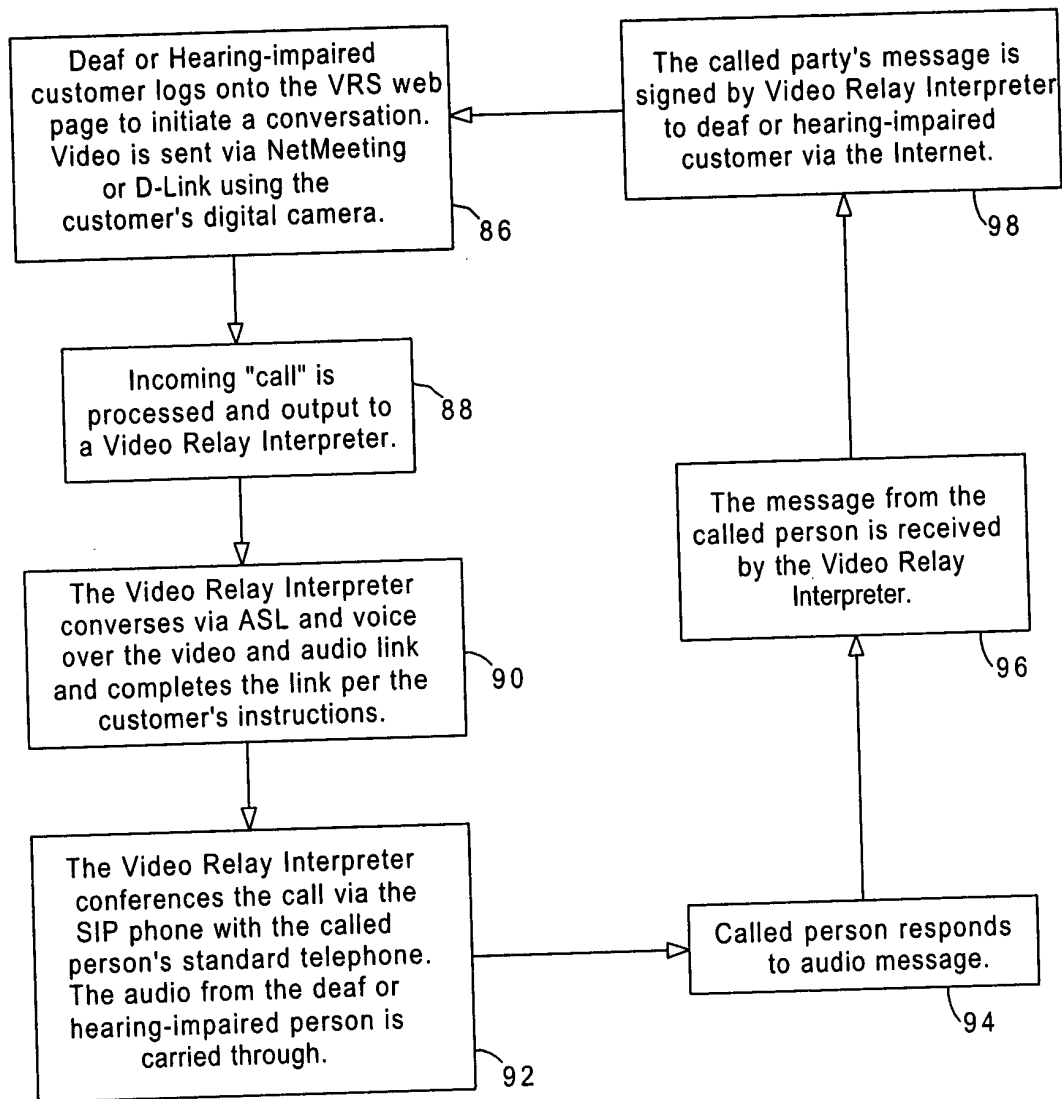 Deaf or Hearing-impaired
customer logs onto the VRS web
page to initiate a conversation.
Video is sent via NetMeeting
or D-Link using the
customer's digital camera.
86
Incoming "call" is
processed and output to
a Video Relay Interpreter.
88
The Video Relay Interpreter
converses via ASL and voice
over the video and audio link
and completes the link per the
customer's instructions.
90
The Video Relay Interpreter
conferences the call via the
SIP phone with the called
person's standard telephone.
The audio from the deaf or
hearing-impaired person is
carried through.
92
Called person responds
to audio message.
94
The message from the
called person is received
by the Video Relay
Interpreter.
96
The called party's message is
signed by Video Relay Interpreter
to deaf or hearing-impaired
customer via the Internet.
98